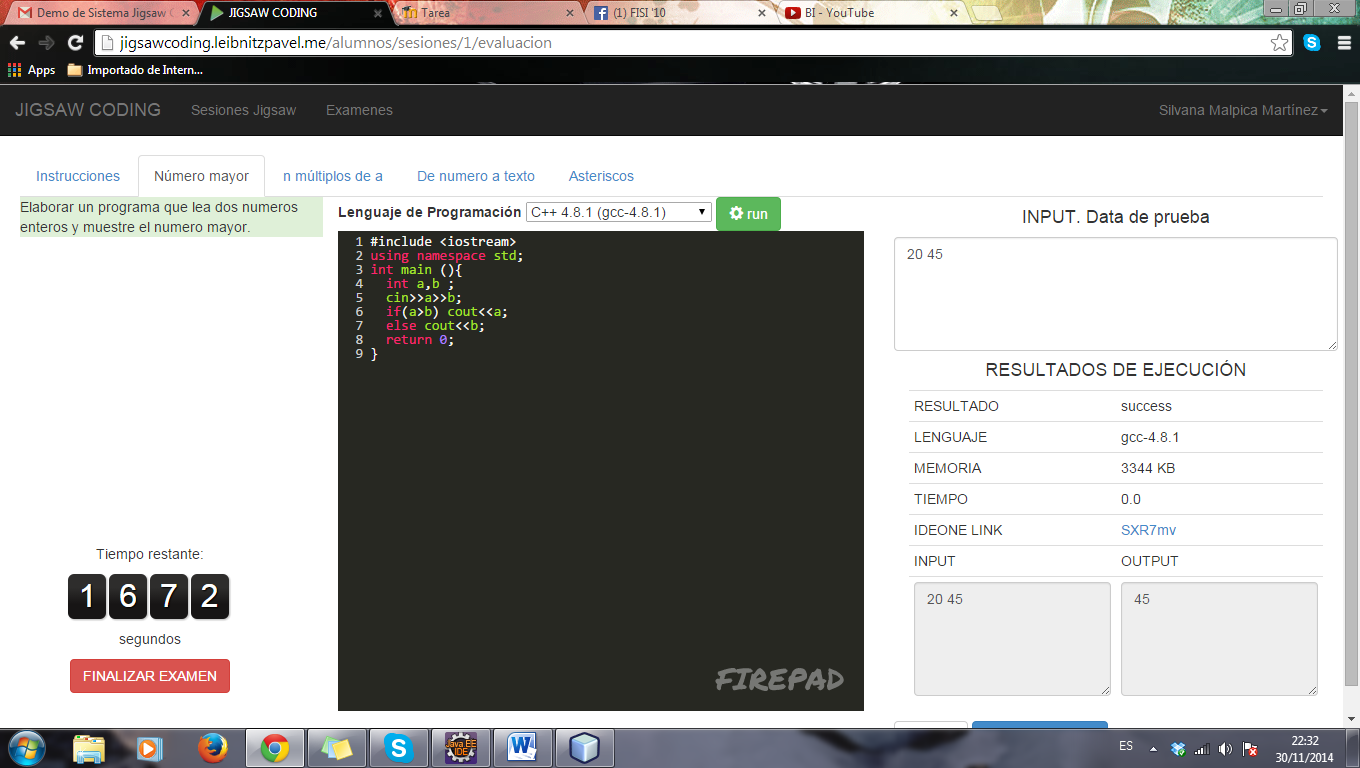 Demo de Sistema Jigsaw C
JIGSAW CODING
Tarea
(1) FISI '10
BI - YouTube
jigsawcoding.leibnitzpavel.me/alumnos/sesiones/1/evaluacion
Apps
Importado de Intern...
JIGSAW CODING
Sesiones Jigsaw
Examenes
Silvana Malpica Martínez
Instrucciones
Número mayor
n múltiplos de a
De numero a texto
Asteriscos
Elaborar un programa que lea dos numeros
enteros y muestre el numero mayor.
Lenguaje de Programación C++ 4.8.1 (gcc-4.8.1) run
1 #include <iostream>
2 using namespace std;
3 int main (){
4 int a,b ;
5 cin>>a>>b;
6 if(a>b) cout<<a;
7 else cout<<b;
8 return 0;
9 }
FIREPAD
Tiempo restante:
1 6 7 2
segundos
FINALIZAR EXAMEN
INPUT. Data de prueba
20 45
RESULTADOS DE EJECUCIÓN
RESULTADO success
LENGUAJE gcc-4.8.1
MEMORIA 3344 KB
TIEMPO 0.0
IDEONE LINK SXR7mv
INPUT OUTPUT
20 45 45
Java EE
IDE
ES
22:32
30/11/2014